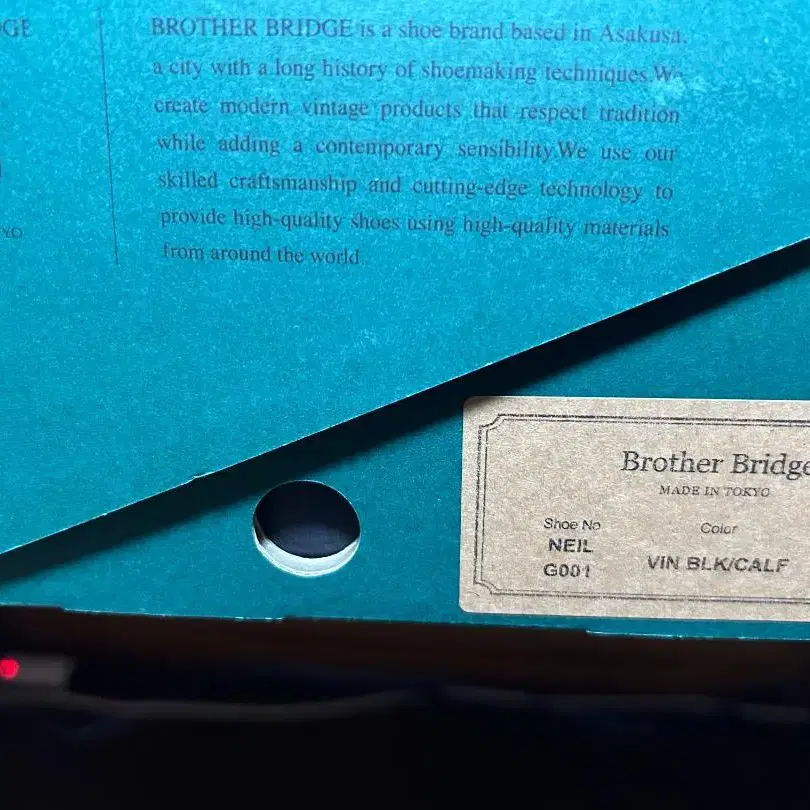 GE
BROTHER BRIDGE is a shoe brand based in Asakusa,
a city with a long history of shoemaking techniques.We
create modern vintage products that respect tradition
while adding a contemporary sensibility.We use our
skilled craftsmanship and cutting-edge technology to
YO
provide high-quality shoes using high-quality materials
from around the world.
Brother Bridge
MADE IN TOKYO
Shoe No
Color
NEIL
VIN BLK/CALF
G001